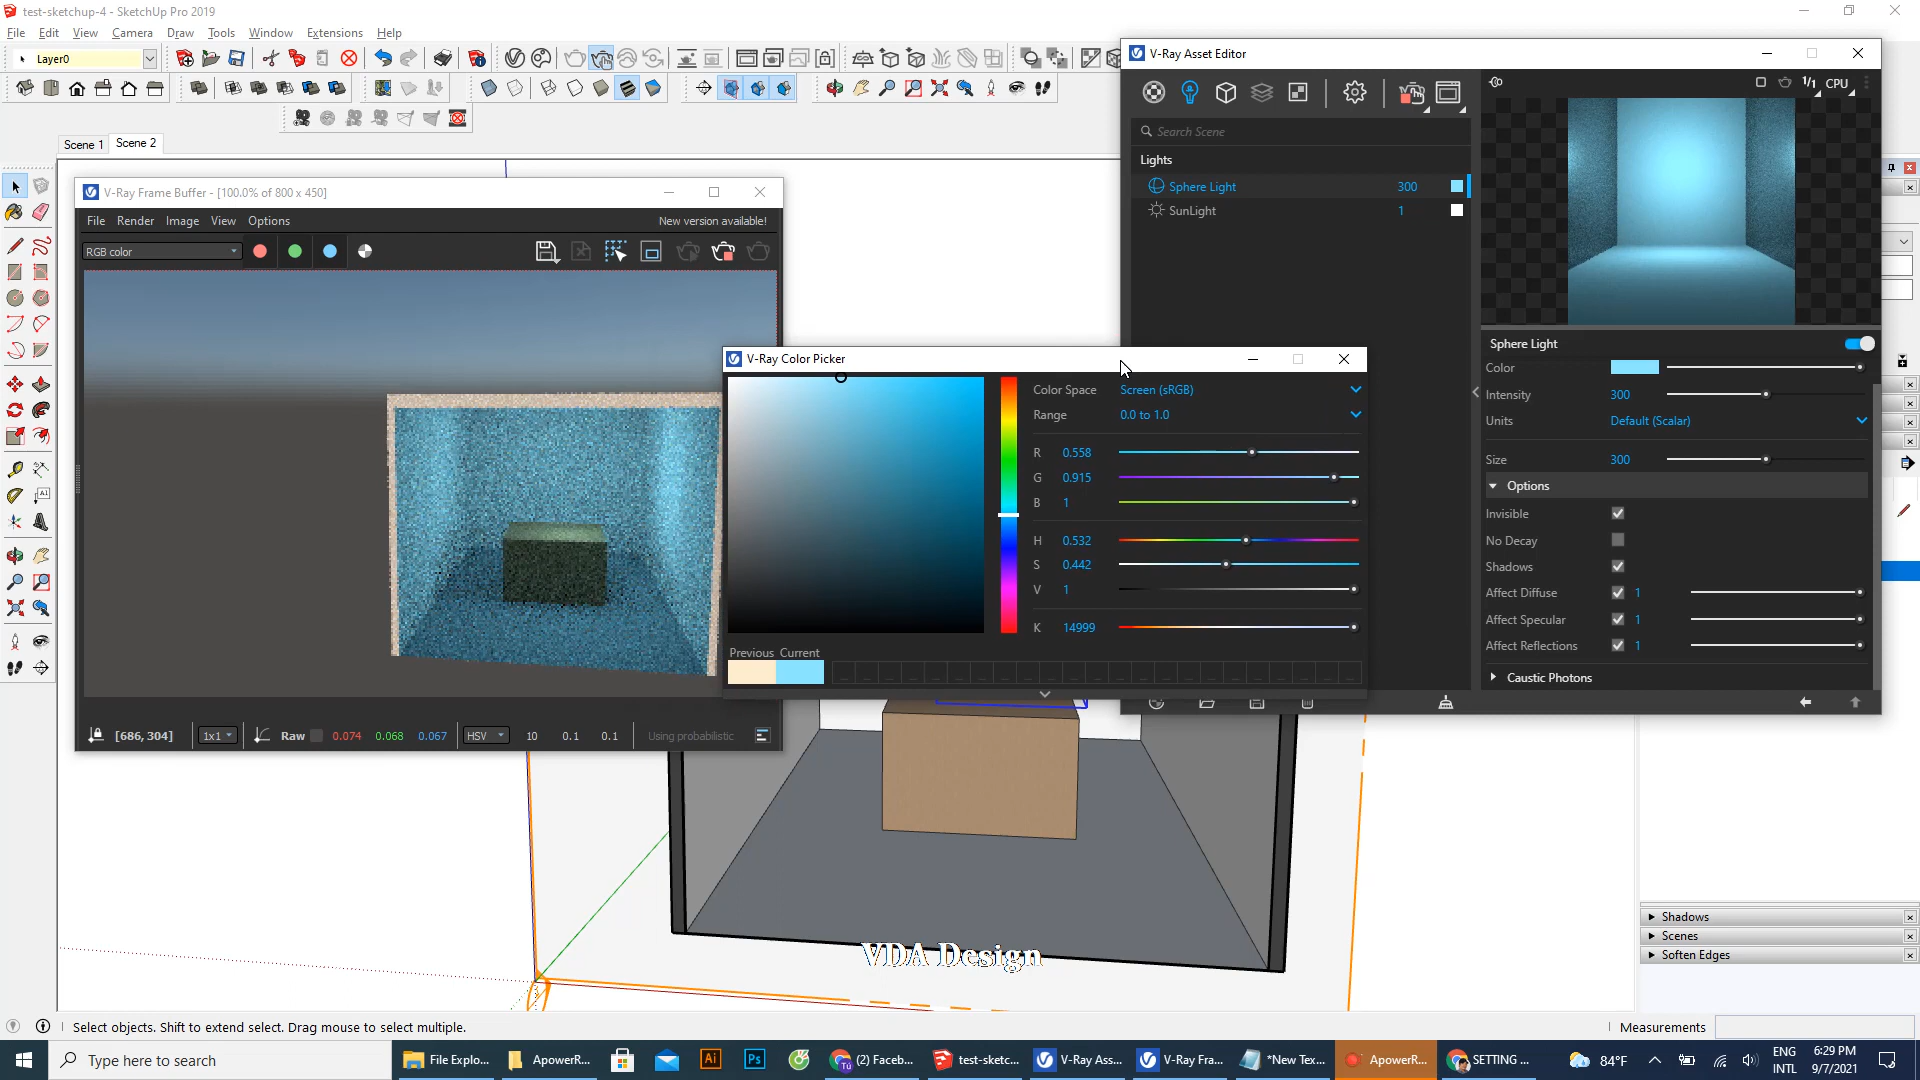 test-sketchup-4 - SketchUp Pro 2019
File Edit View Camera Draw Tools Window Extensions Help
Layer0
Scene 1 Scene 2
V-Ray Frame Buffer - [100.0% of 800 x 450]
File Render Image View Options New version available!
RGB color
[686, 304] 1x1 Raw 0.074 0.068 0.067 HSV 10 0.1 0.1 Using probabilistic
V-Ray Color Picker
Color Space Screen (sRGB)
Range 0.0 to 1.0
R 0.558
G 0.915
B 1
H 0.532
S 0.442
V 1
K 14999
Previous Current
V-Ray Asset Editor
1/1 CPU
Search Scene
Lights
Sphere Light 300
SunLight 1
Sphere Light
Color
Intensity 300
Units Default (Scalar)
Size 300
Options
Invisible
No Decay
Shadows
Affect Diffuse 1
Affect Specular 1
Affect Reflections 1
Caustic Photons
Shadows
Scenes
Soften Edges
VDA Design
Select objects. Shift to extend select. Drag mouse to select multiple.
Measurements
Type here to search
File Explo...
ApowerR...
Ai
Ps
(2) Faceb...
test-sketc...
V-Ray Ass...
V-Ray Fra...
*New Tex...
ApowerR...
SETTING ...
84°F
ENG
INTL
6:29 PM
9/7/2021